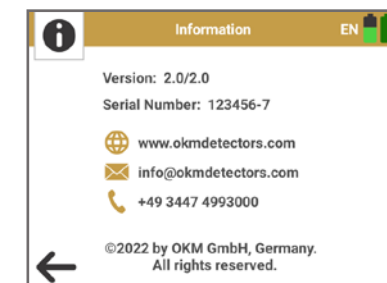 Information
EN
Version: 2.0/2.0
Serial Number: 123456-7
www.okmdetectors.com
info@okmdetectors.com
+49 3447 4993000
©2022 by OKM GmbH, Germany.
All rights reserved.